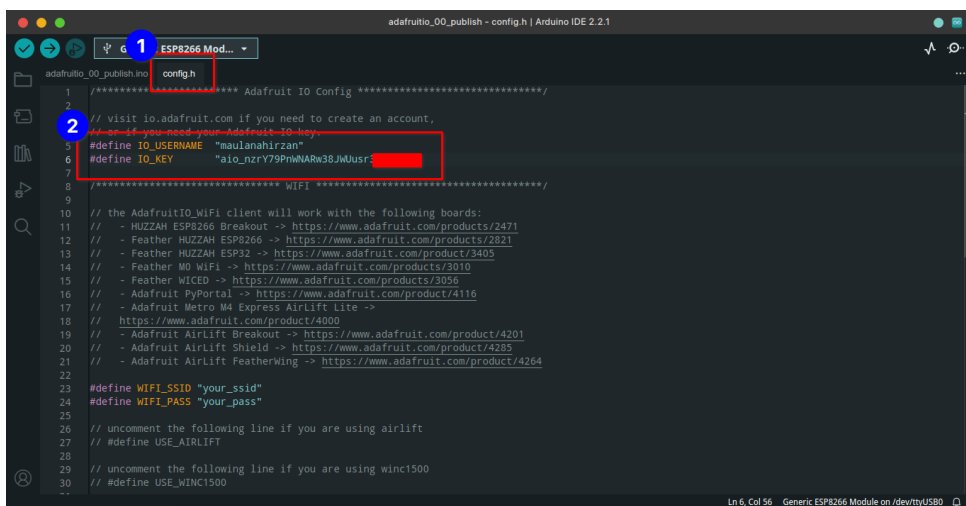 adafruitio_00_publish - config.h | Arduino IDE 2.2.1
1
ESP8266 Mod...
adafruitio_00_publish.ino config.h
1 /************************ Adafruit IO Config *******************************/
2
2
// visit io.adafruit.com if you need to create an account,
// or if you need your Adafruit IO key.
5 #define IO_USERNAME "maulanahirzan"
6 #define IO_KEY "aio_nzrY79PnWNARw38JWUusr
7
8 /******************************* WIFI **************************************/
9
10 // the AdafruitIO_WiFi client will work with the following boards:
11 // - HUZZAH ESP8266 Breakout -> https://www.adafruit.com/products/2471
12 // - Feather HUZZAH ESP8266 -> https://www.adafruit.com/products/2821
13 // - Feather HUZZAH ESP32 -> https://www.adafruit.com/product/3405
14 // - Feather M0 WiFi -> https://www.adafruit.com/products/3010
15 // - Feather WICED -> https://www.adafruit.com/products/3056
16 // - Adafruit PyPortal -> https://www.adafruit.com/product/4116
17 // - Adafruit Metro M4 Express AirLift Lite ->
18 // https://www.adafruit.com/product/4000
19 // - Adafruit AirLift Breakout -> https://www.adafruit.com/product/4201
20 // - Adafruit AirLift Shield -> https://www.adafruit.com/product/4285
21 // - Adafruit AirLift FeatherWing -> https://www.adafruit.com/product/4264
22
23 #define WIFI_SSID "your_ssid"
24 #define WIFI_PASS "your_pass"
25
26 // uncomment the following line if you are using airlift
27 // #define USE_AIRLIFT
28
29 // uncomment the following line if you are using winc1500
30 // #define USE_WINC1500
Ln 6, Col 56 Generic ESP8266 Module on /dev/ttyUSB0